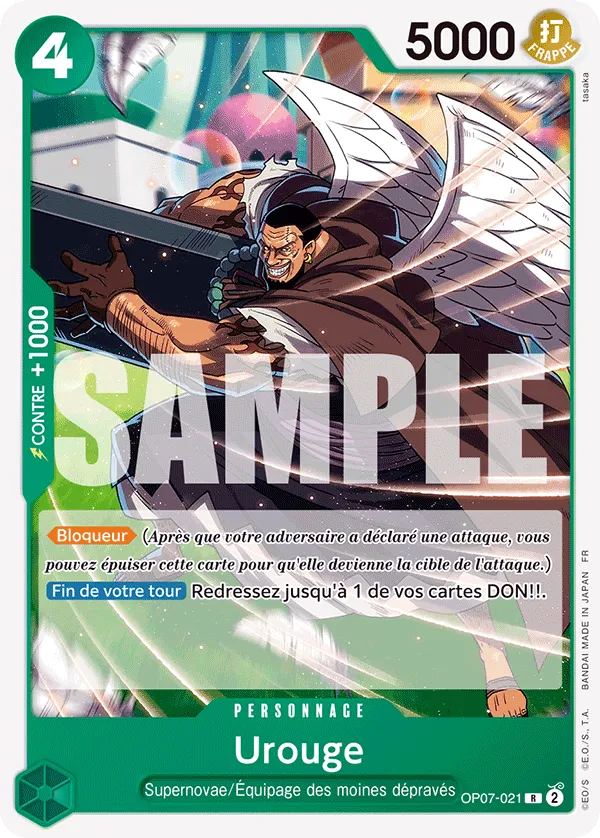 4
5000
打
FRAPPE
tasaka
CONTRE +1000
SAMPLE
Bloqueur (Après que votre adversaire a déclaré une attaque, vous
pouvez épuiser cette carte pour qu'elle devienne la cible de l'attaque.)
Fin de votre tour Redressez jusqu'à 1 de vos cartes DON!!.
PERSONNAGE
Urouge
Supernovae/Équipage des moines dépravés
OP07-021 R 2
©EO/S ©E.O./S., T.A. BANDAI MADE IN JAPAN FR